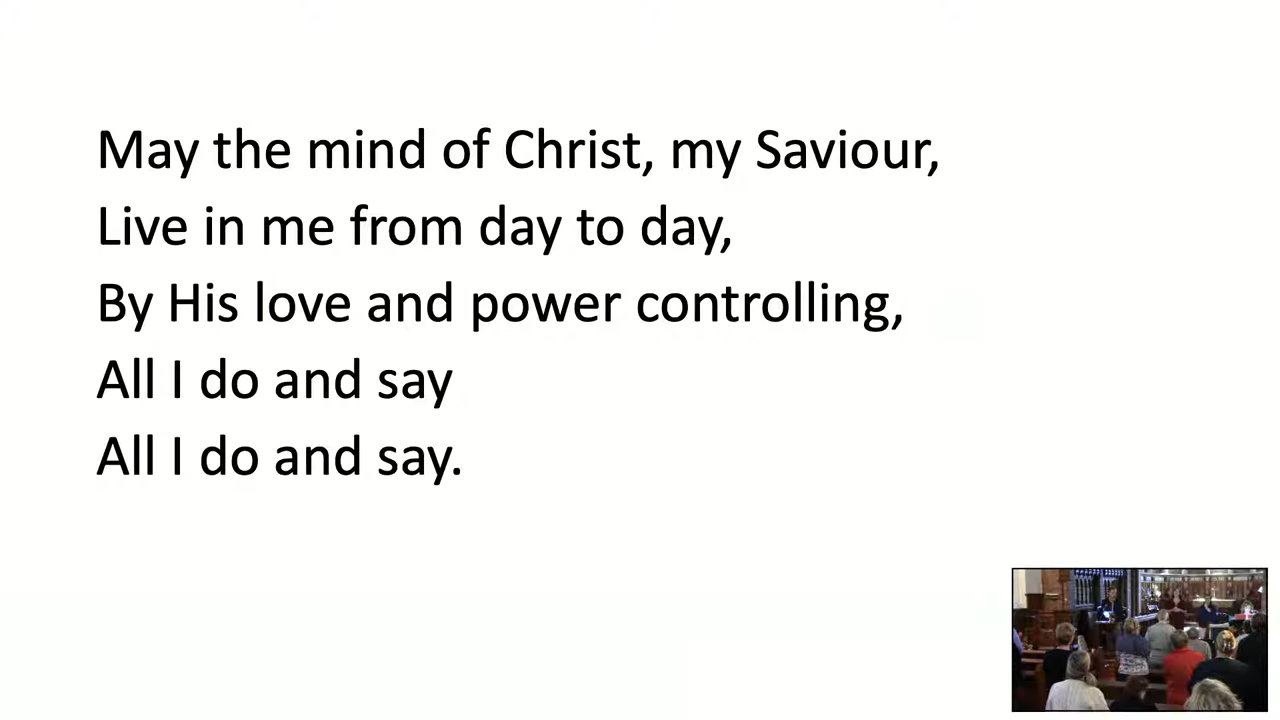 May the mind of Christ, my Saviour,
Live in me from day to day,
By His love and power controlling,
All I do and say
All I do and say.